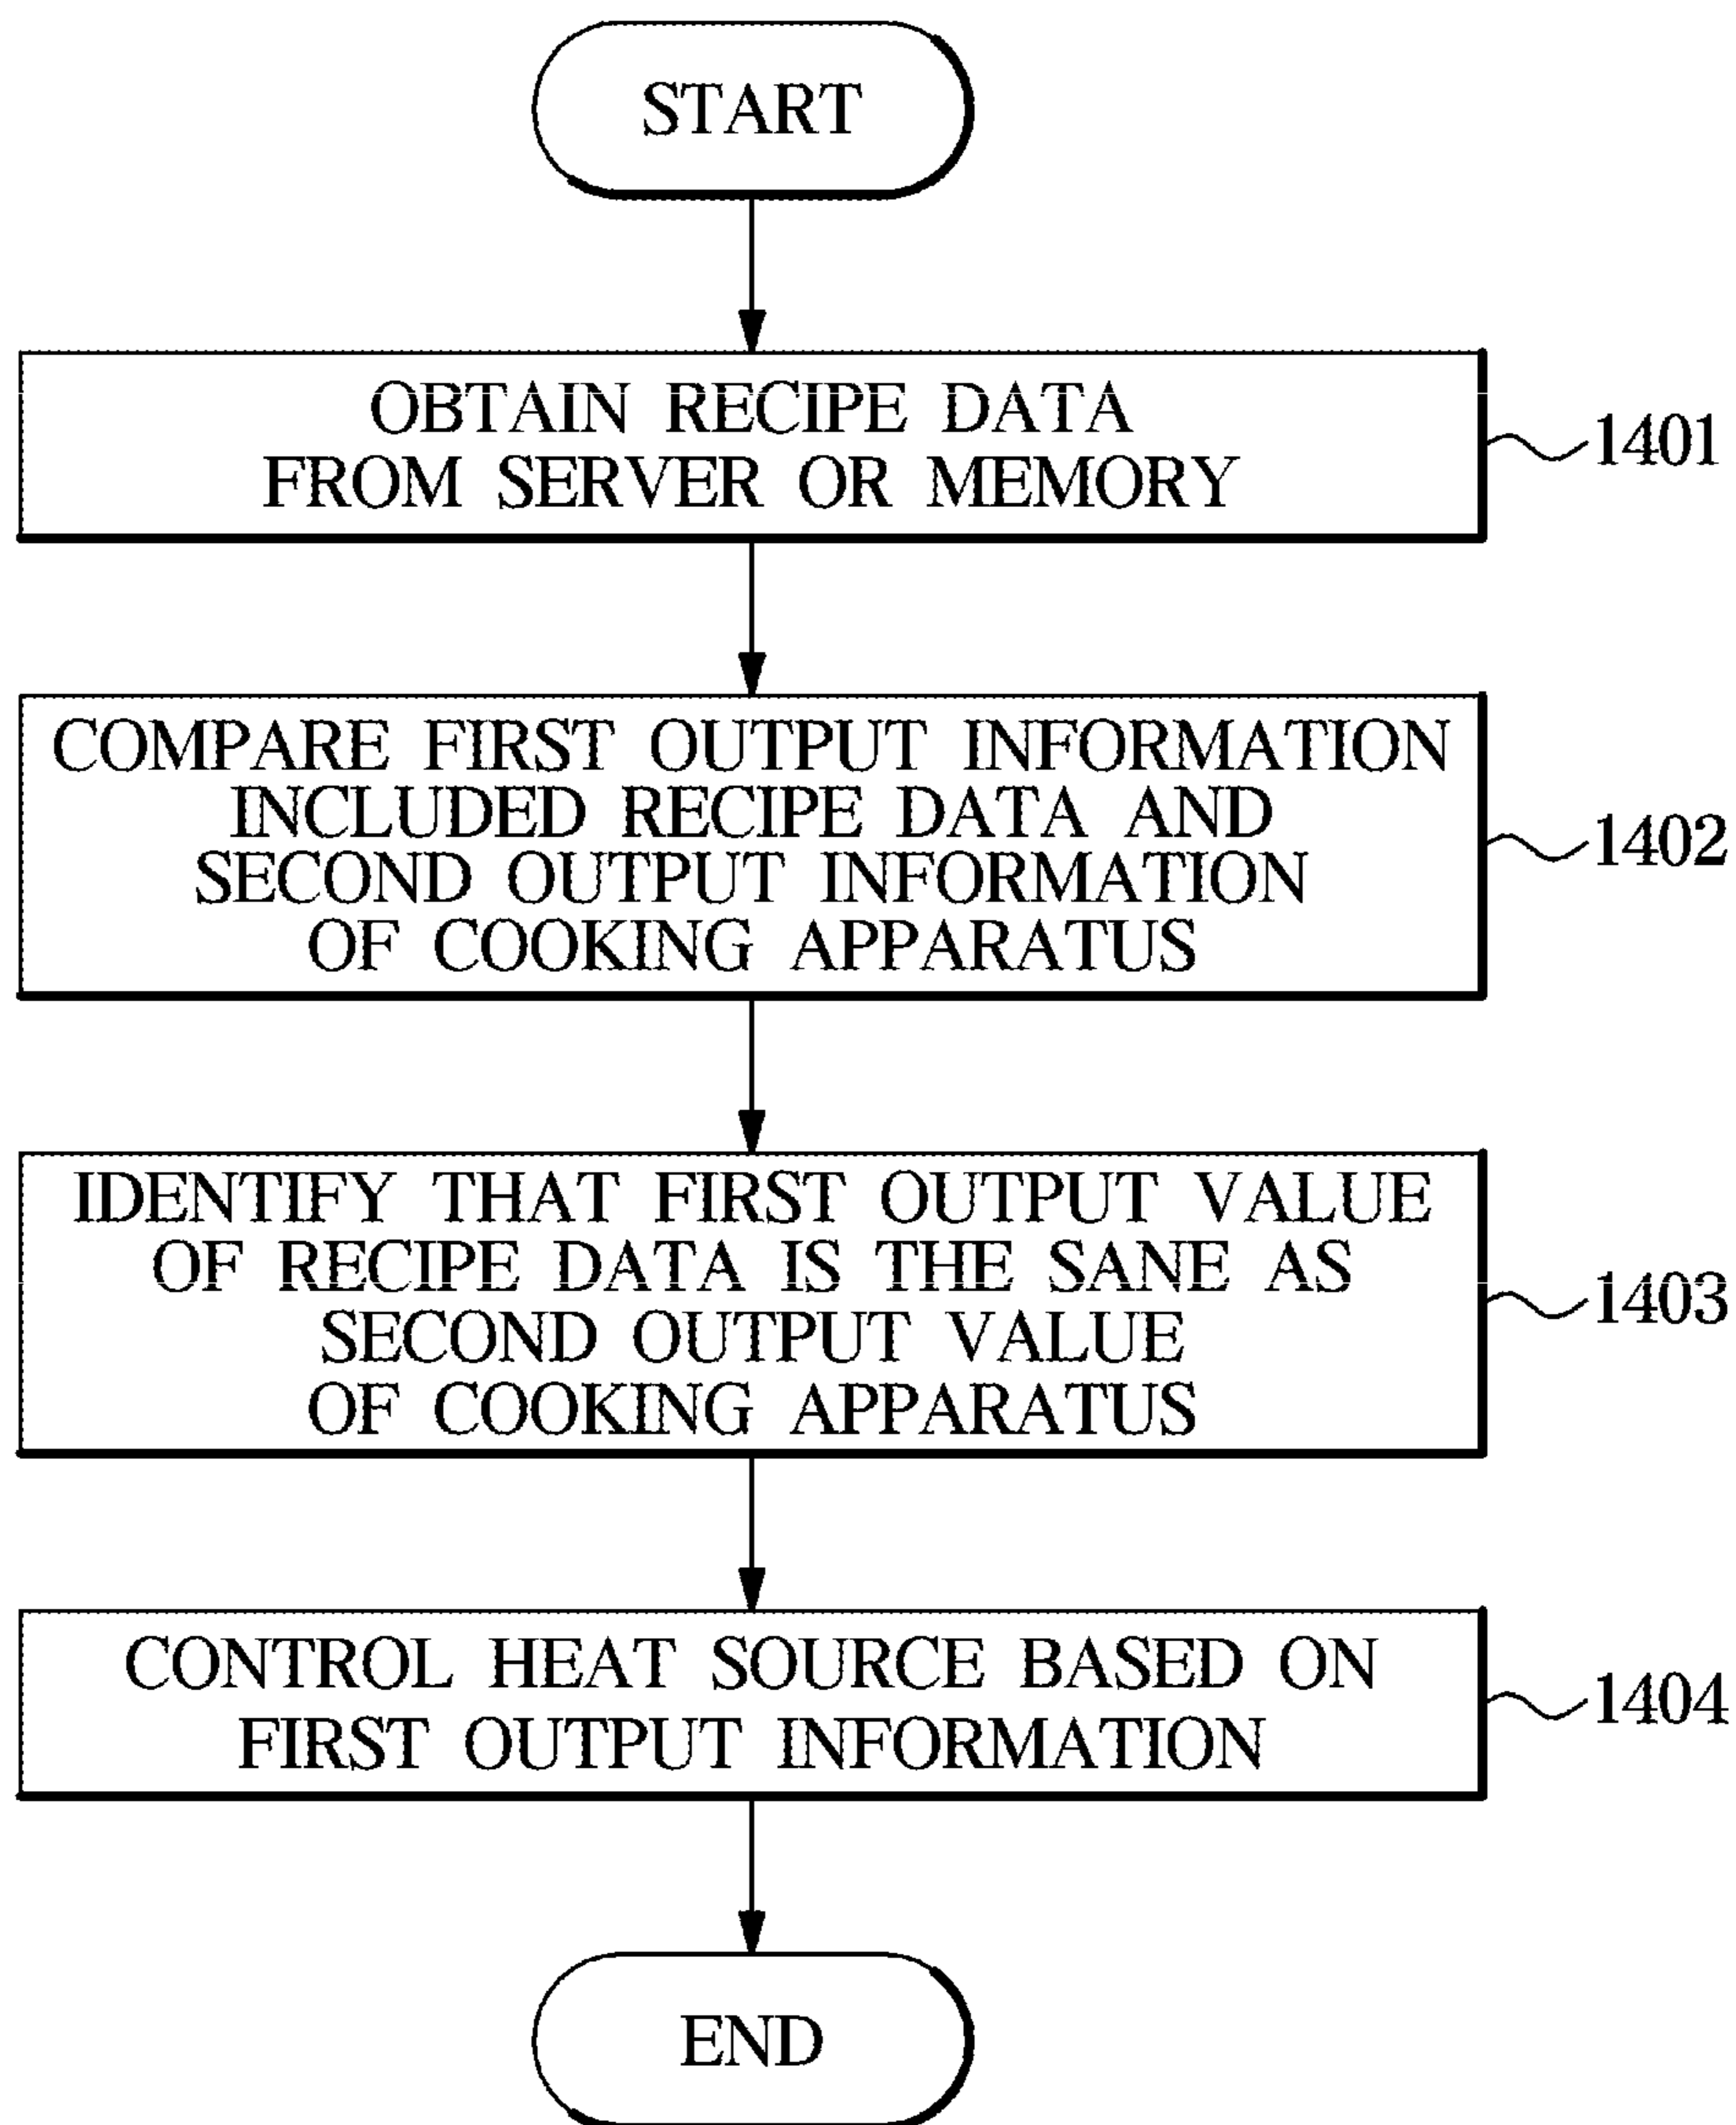 START
OBTAIN RECIPE DATA
FROM SERVER OR MEMORY
1401
COMPARE FIRST OUTPUT INFORMATION
INCLUDED RECIPE DATA AND
SECOND OUTPUT INFORMATION
OF COOKING APPARATUS
1402
IDENTIFY THAT FIRST OUTPUT VALUE
OF RECIPE DATA IS THE SANE AS
SECOND OUTPUT VALUE
OF COOKING APPARATUS
1403
CONTROL HEAT SOURCE BASED ON
FIRST OUTPUT INFORMATION
1404
END